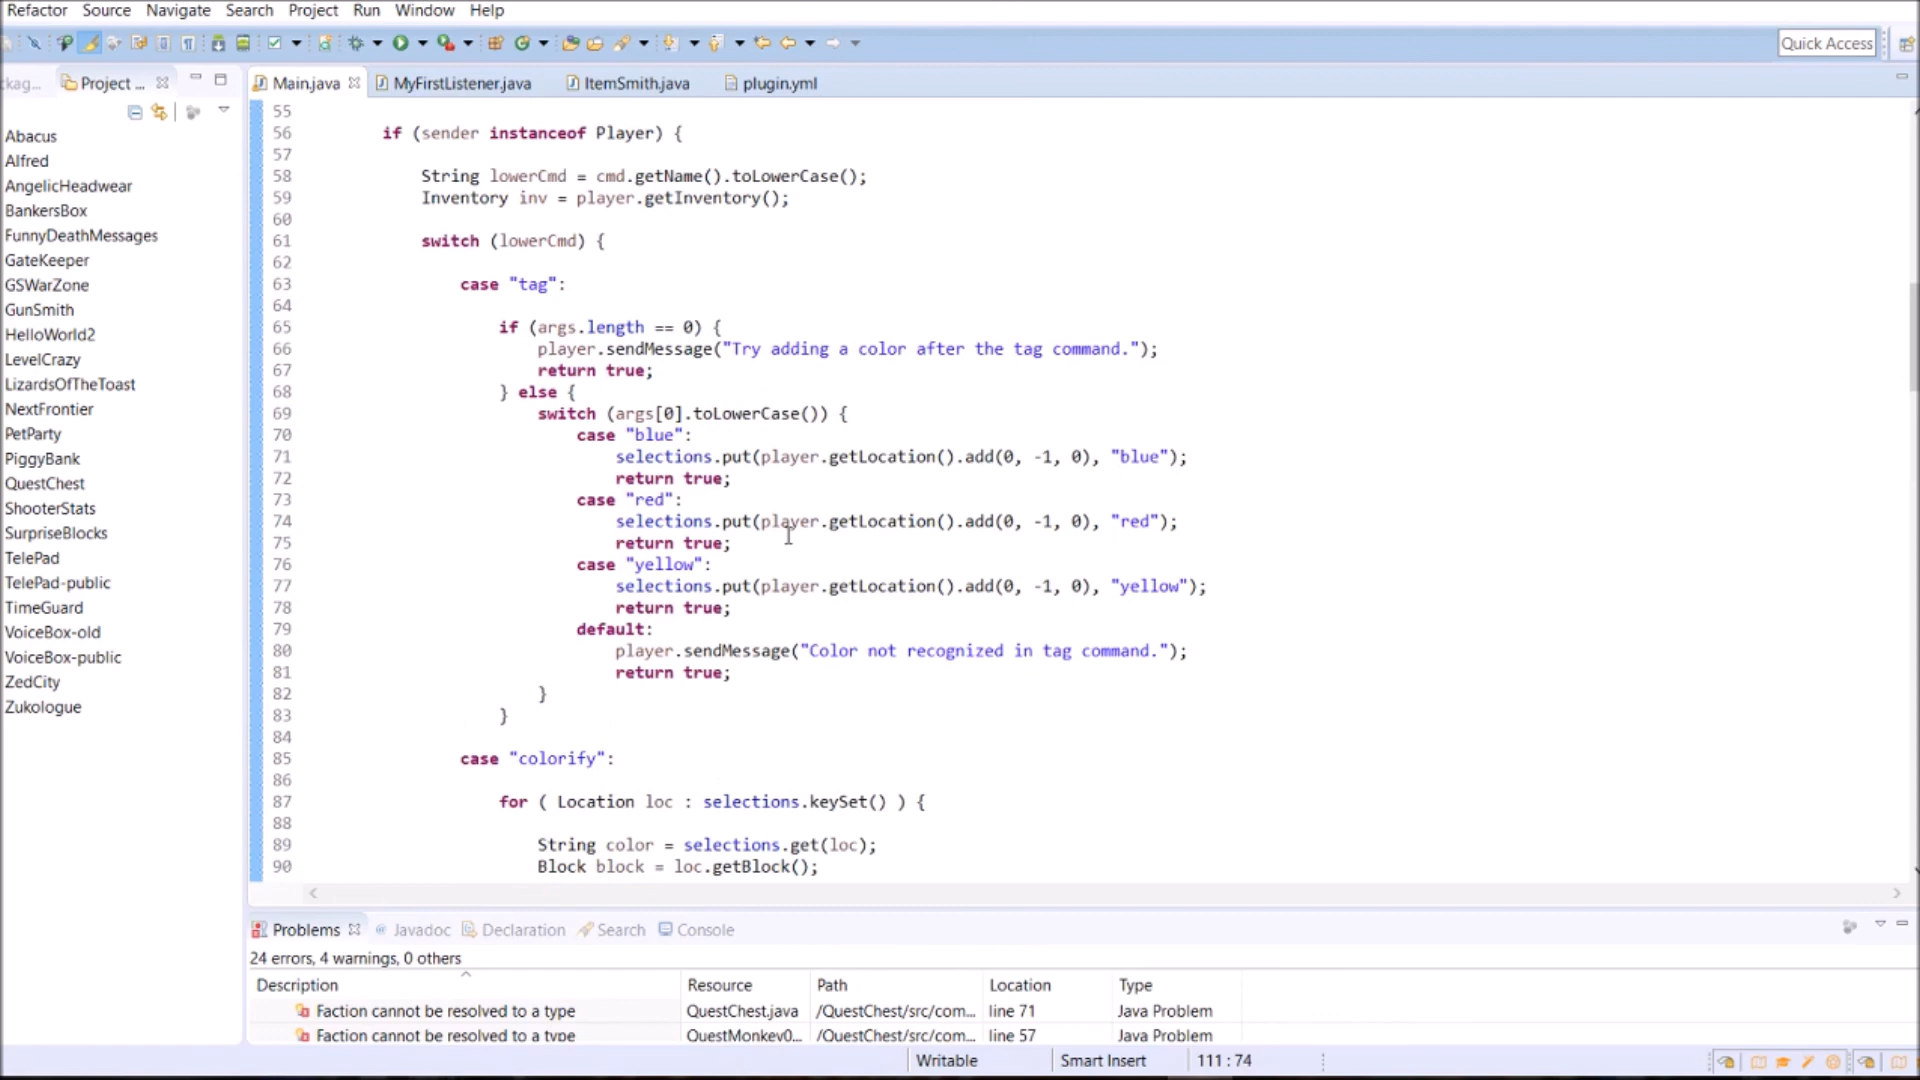 Refactor Source Navigate Search Project Run Window Help
Quick Access
ckag... Project ...
Main.java MyFirstListener.java ItemSmith.java plugin.yml
Abacus
Alfred
AngelicHeadwear
BankersBox
FunnyDeathMessages
GateKeeper
GSWarZone
GunSmith
HelloWorld2
LevelCrazy
LizardsOfTheToast
NextFrontier
PetParty
PiggyBank
QuestChest
ShooterStats
SurpriseBlocks
TelePad
TelePad-public
TimeGuard
VoiceBox-old
VoiceBox-public
ZedCity
Zukologue
55
56 if (sender instanceof Player) {
57
58 String lowerCmd = cmd.getName().toLowerCase();
59 Inventory inv = player.getInventory();
60
61 switch (lowerCmd) {
62
63 case "tag":
64
65 if (args.length == 0) {
66 player.sendMessage("Try adding a color after the tag command.");
67 return true;
68 } else {
69 switch (args[0].toLowerCase()) {
70 case "blue":
71 selections.put(player.getLocation().add(0, -1, 0), "blue");
72 return true;
73 case "red":
74 selections.put(player.getLocation().add(0, -1, 0), "red");
75 return true;
76 case "yellow":
77 selections.put(player.getLocation().add(0, -1, 0), "yellow");
78 return true;
79 default:
80 player.sendMessage("Color not recognized in tag command.");
81 return true;
82 }
83 }
84
85 case "colorify":
86
87 for ( Location loc : selections.keySet() ) {
88
89 String color = selections.get(loc);
90 Block block = loc.getBlock();
Problems @ Javadoc Declaration Search Console
24 errors, 4 warnings, 0 others
Description Resource Path Location Type
Faction cannot be resolved to a type QuestChest.java /QuestChest/src/com... line 71 Java Problem
Faction cannot be resolved to a type QuestMonkey0... /QuestChest/src/com... line 57 Java Problem
Writable Smart Insert 111 : 74